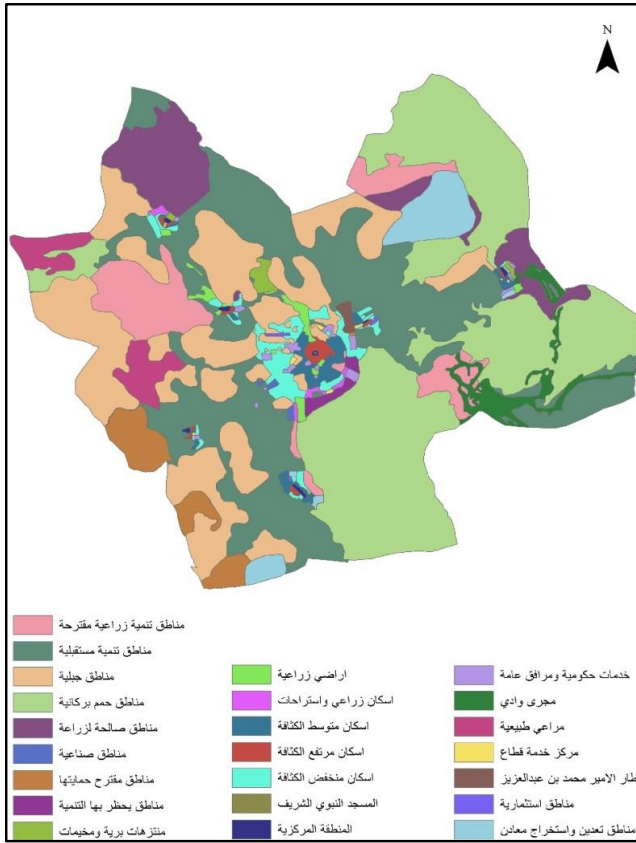 N
مناطق تنمية زراعية مقترحة
مناطق تنمية مستقبلية
مناطق جبلية
مناطق حمم بركانية
مناطق صالحة لزراعة
مناطق صناعية
مناطق مقترح حمايتها
مناطق يحظر بها التنمية
منتزهات برية ومخيمات
اراضي زراعية
اسكان زراعي واستراحات
اسكان متوسط الكثافة
اسكان مرتفع الكثافة
اسكان منخفض الكثافة
المسجد النبوي الشريف
المنطقة المركزية
خدمات حكومية ومرافق عامة
مجرى وادي
مراعي طبيعية
مركز خدمة قطاع
طار الامير محمد بن عبدالعزيز
مناطق استثمارية
مناطق تعدين واستخراج معادن